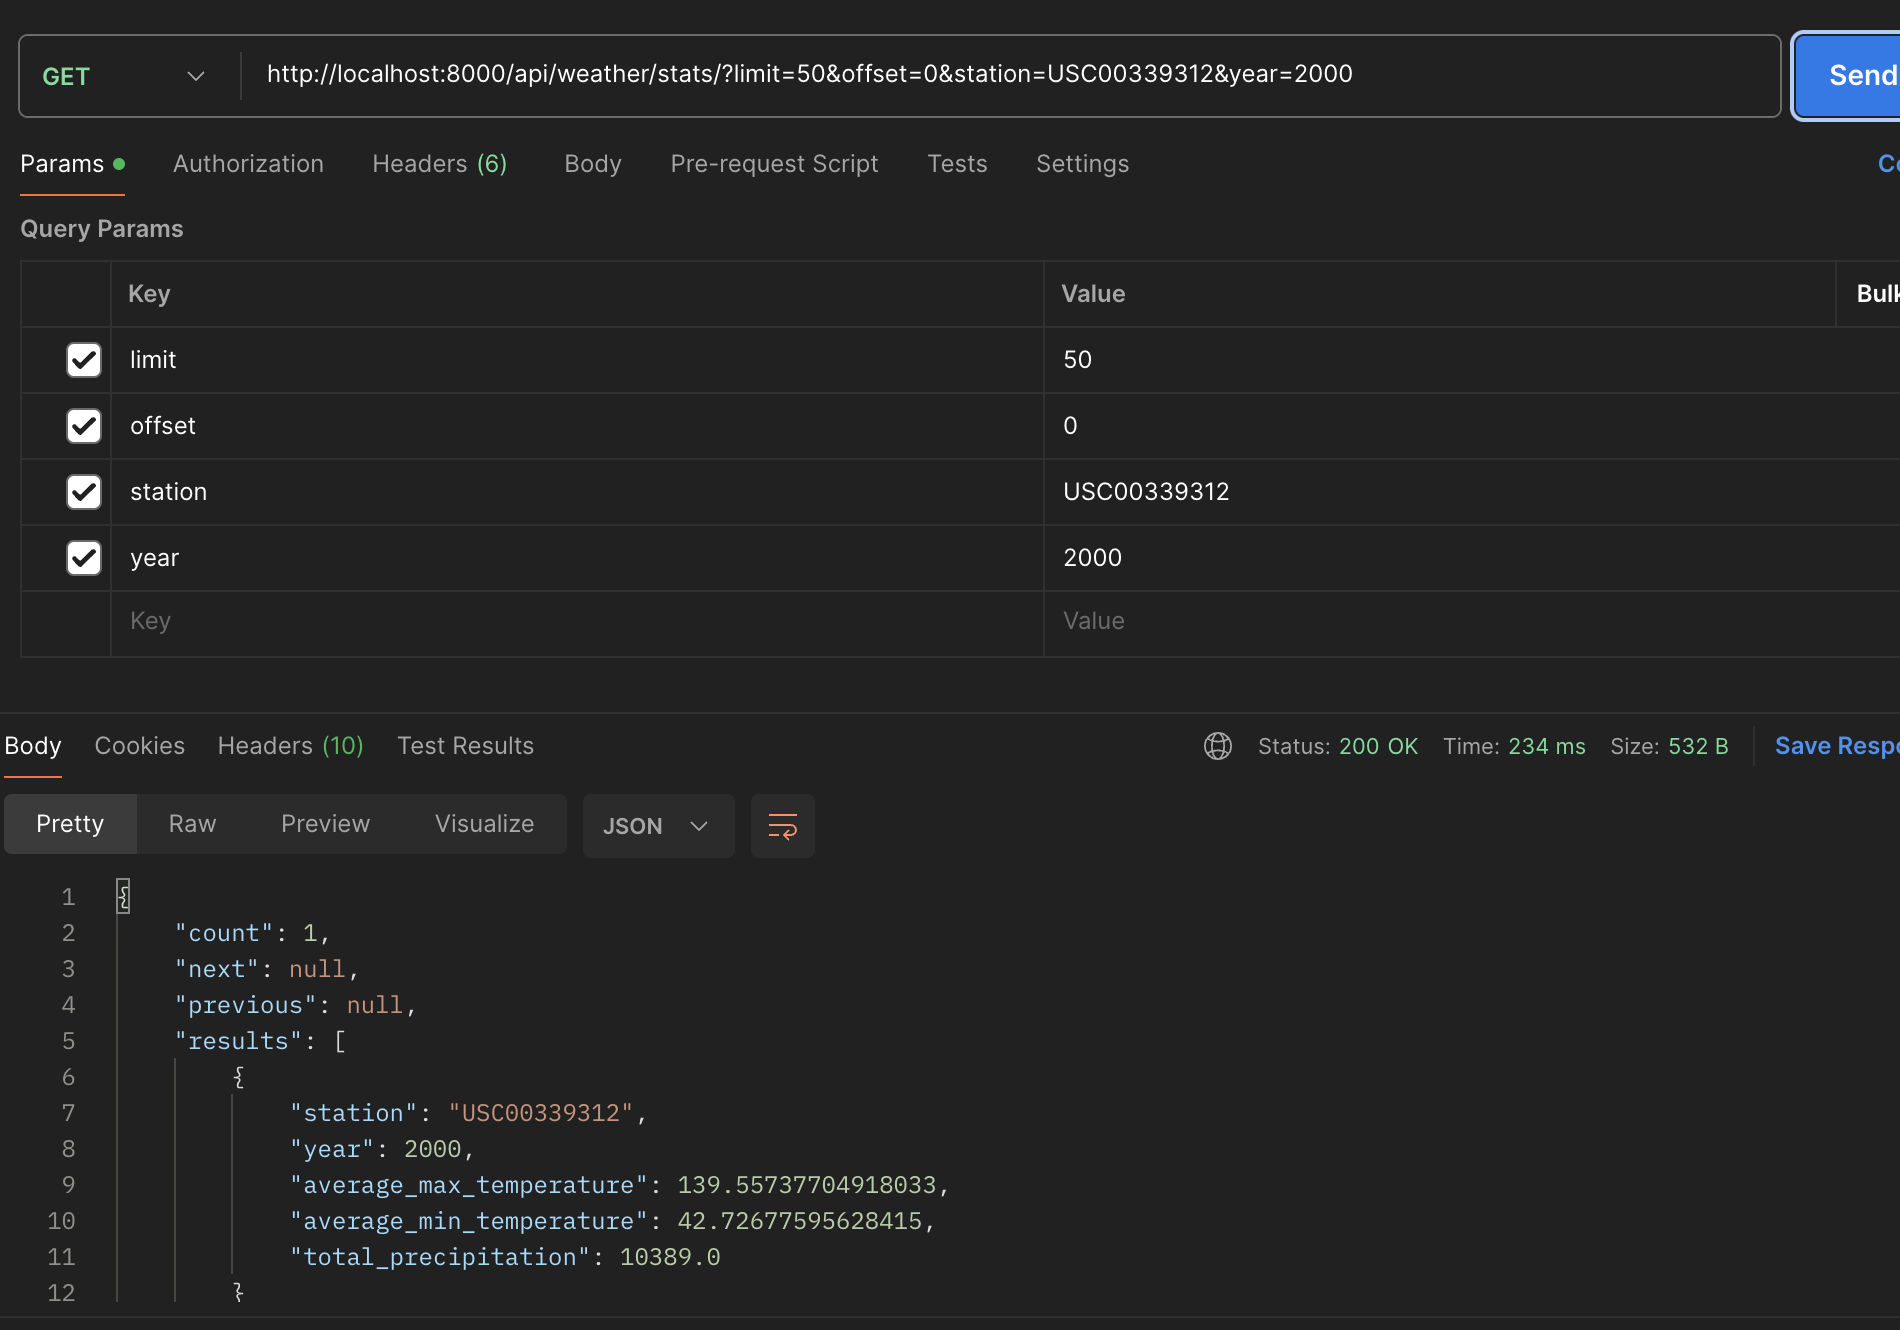 GET http://localhost:8000/api/weather/stats/?limit=50&offset=0&station=USC00339312&year=2000 Send
Params Authorization Headers (6) Body Pre-request Script Tests Settings
Query Params
Key Value Bulk
limit 50
offset 0
station USC00339312
year 2000
Key Value
Body Cookies Headers (10) Test Results Status: 200 OK Time: 234 ms Size: 532 B Save Respo
Pretty Raw Preview Visualize JSON
1 {
2 "count": 1,
3 "next": null,
4 "previous": null,
5 "results": [
6 {
7 "station": "USC00339312",
8 "year": 2000,
9 "average_max_temperature": 139.55737704918033,
10 "average_min_temperature": 42.72677595628415,
11 "total_precipitation": 10389.0
12 }